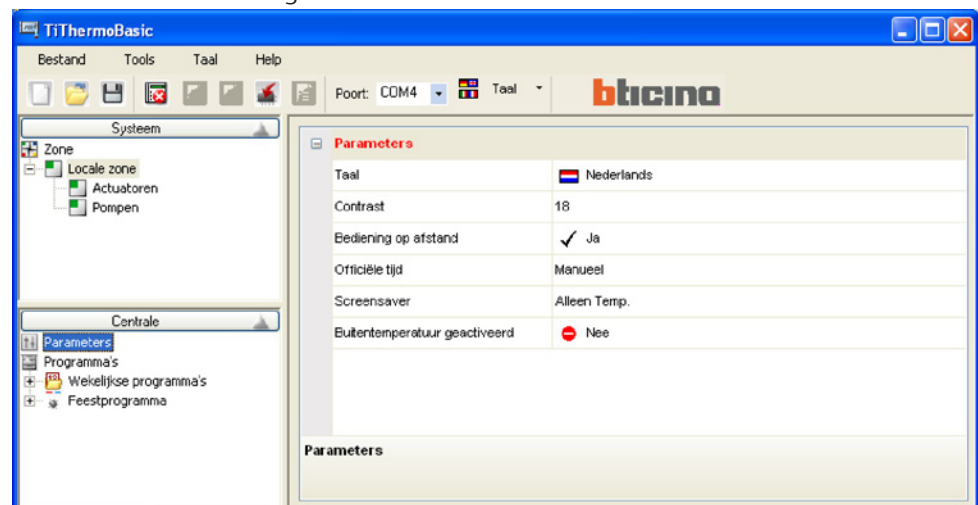 TiThermoBasic
Bestand Tools Taal Help
Poort: COM4 Taal bticino
Systeem
Zone
Locale zone
Actuatoren
Pompen
Centrale
Parameters
Programma's
Wekelijkse programma's
Feestprogramma
Parameters
Taal Nederlands
Contrast 18
Bediening op afstand Ja
Officiële tijd Manueel
Screensaver Alleen Temp.
Buitentemperatuur geactiveerd Nee
Parameters